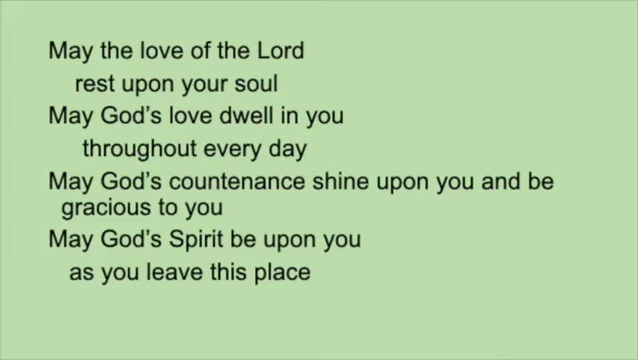 May the love of the Lord
rest upon your soul
May God's love dwell in you
throughout every day
May God's countenance shine upon you and be
gracious to you
May God's Spirit be upon you
as you leave this place